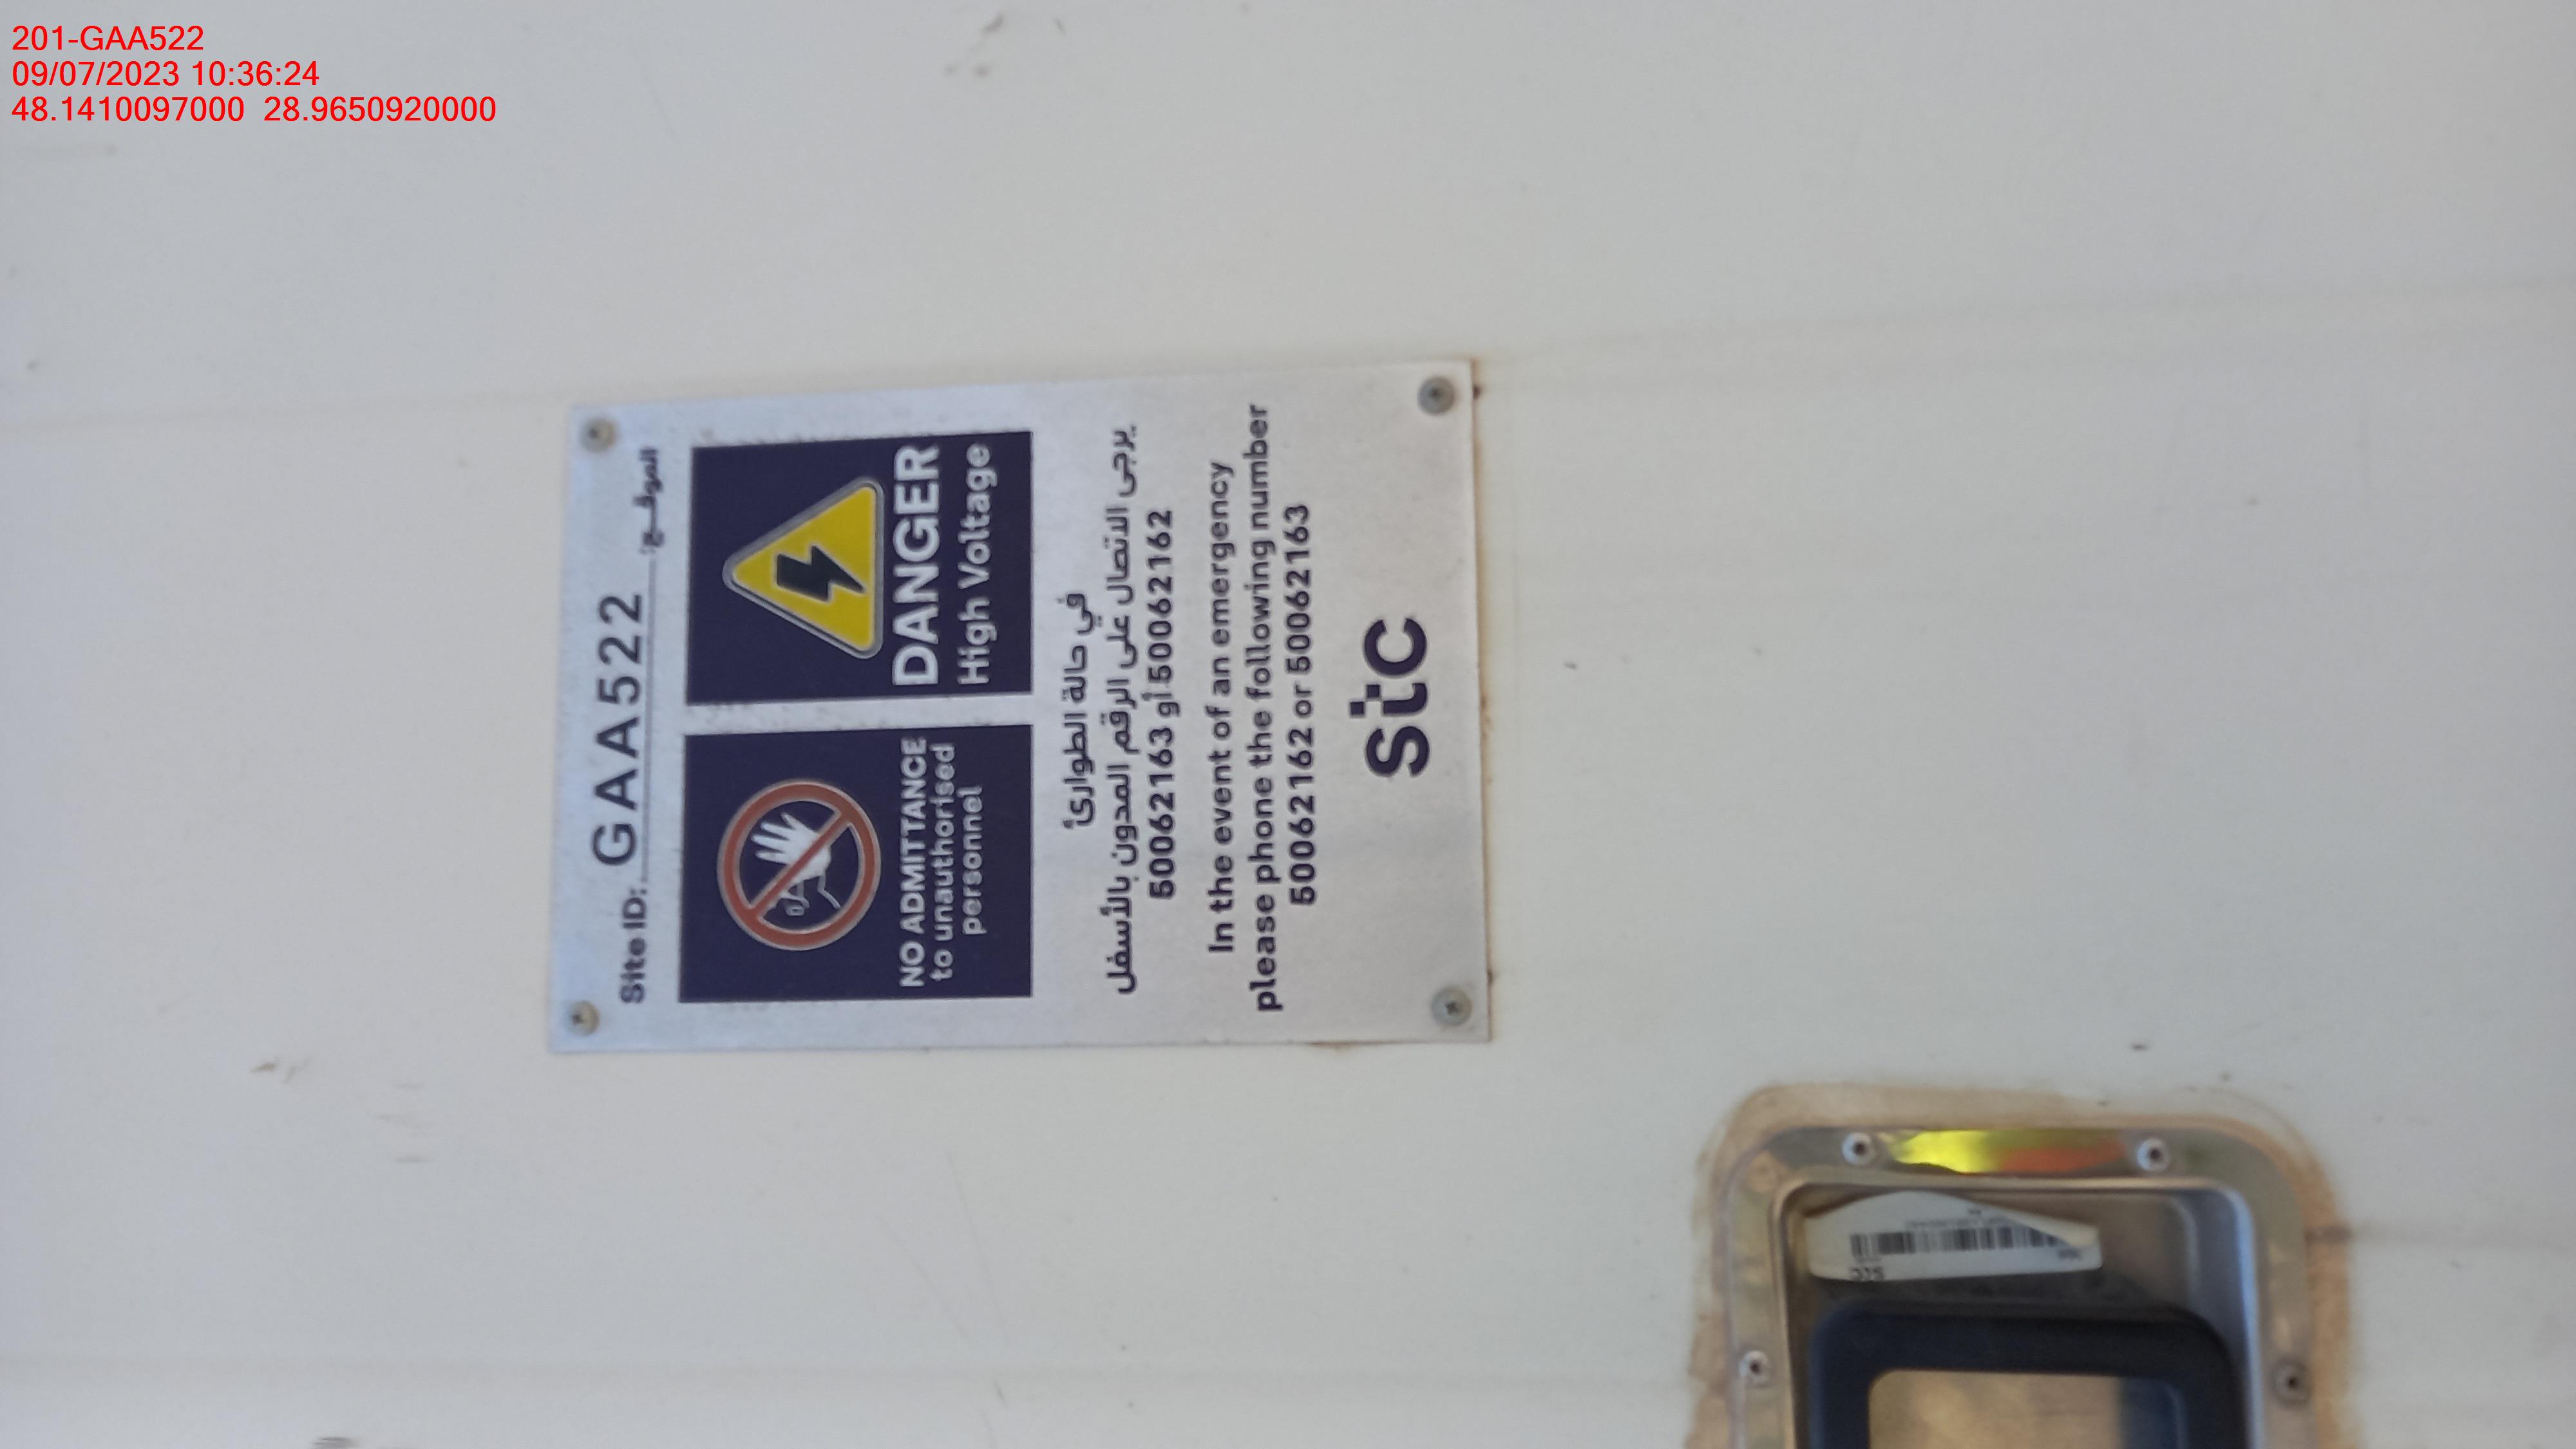 201-GAA522
09/07/2023 10:36:24
48.1410097000 28.9650920000
Site ID: GAA522 الموقع:
NO ADMITTANCE
to unauthorised
personnel
DANGER
High Voltage
في حالة الطوارئ
يرجى الاتصال على الرقم المدون بالأسفل
50062163 أو 50062162
In the event of an emergency
please phone the following number
50062162 or 50062163
stc